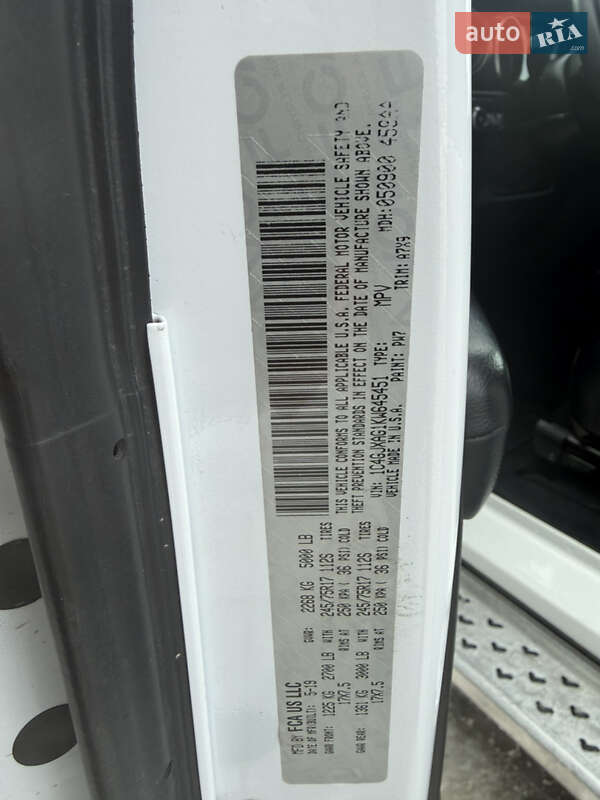 auto RIA .com
MFD BY FCA US LLC
DATE OF MFR(BUILT): 5-19 GVWR: 2268 KG 5000 LB
GAWR FRONT: 1225 KG 2700 LB WITH 245/75R17 112S TIRES
17X7.5 RIMS AT 250 KPA ( 36 PSI) COLD
GAWR REAR: 1361 KG 3000 LB WITH 245/75R17 112S TIRES
17X7.5 RIMS AT 250 KPA ( 36 PSI) COLD
THIS VEHICLE CONFORMS TO ALL APPLICABLE U.S.A. FEDERAL MOTOR VEHICLE SAFETY AND
THEFT PREVENTION STANDARDS IN EFFECT ON THE DATE OF MANUFACTURE SHOWN ABOVE.
VIN: 1C4GJXAG1KW645451 TYPE: MPV MDH:050900
VEHICLE MADE IN U.S.A. PAINT: PW7 TRIM: A7X9